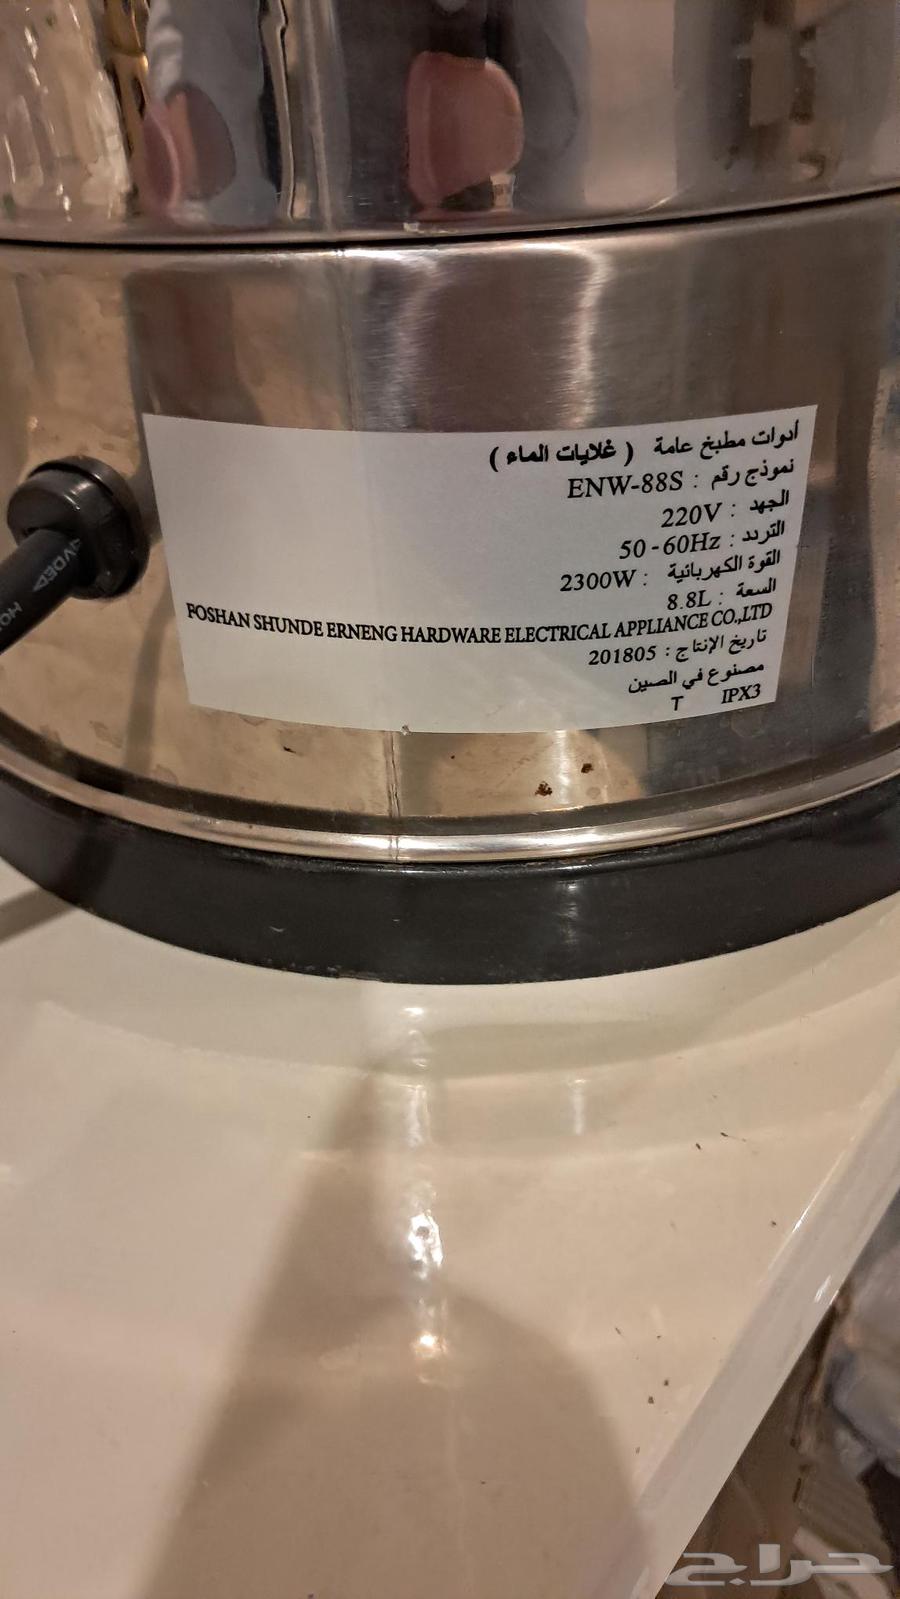 أدوات مطبخ عامة ( غلايات الماء )
نموذج رقم : ENW-88S
الجهد : 220V
التردد : 50-60Hz
القوة الكهربائية : 2300W
السعة : 8.8L
FOSHAN SHUNDE ERNENG HARDWARE ELECTRICAL APPLIANCE CO.,LTD
تاريخ الإنتاج : 201805
مصنوع في الصين
IPX3 T
حراج